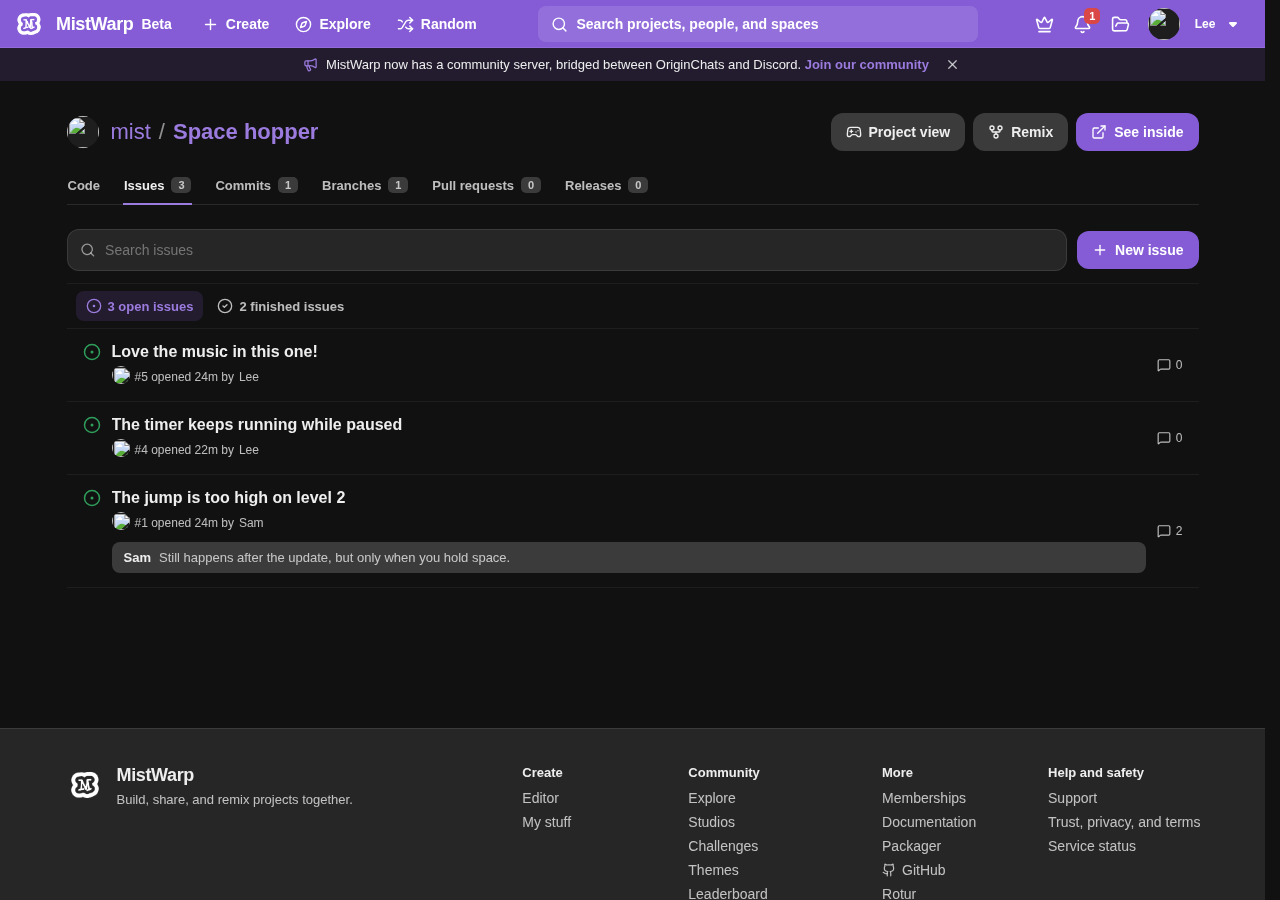 MistWarp Beta Create Explore Random Search projects, people, and spaces 1 Lee
MistWarp now has a community server, bridged between OriginChats and Discord. Join our community
mist / Space hopper Project view Remix See inside
Code Issues 3 Commits 1 Branches 1 Pull requests 0 Releases 0
Search issues New issue
3 open issues 2 finished issues
Love the music in this one!
#5 opened 24m by Lee 0
The timer keeps running while paused
#4 opened 22m by Lee 0
The jump is too high on level 2
#1 opened 24m by Sam 2
Sam Still happens after the update, but only when you hold space.
MistWarp
Build, share, and remix projects together.
Create
Editor
My stuff
Community
Explore
Studios
Challenges
Themes
Leaderboard
More
Memberships
Documentation
Packager
GitHub
Rotur
Help and safety
Support
Trust, privacy, and terms
Service status